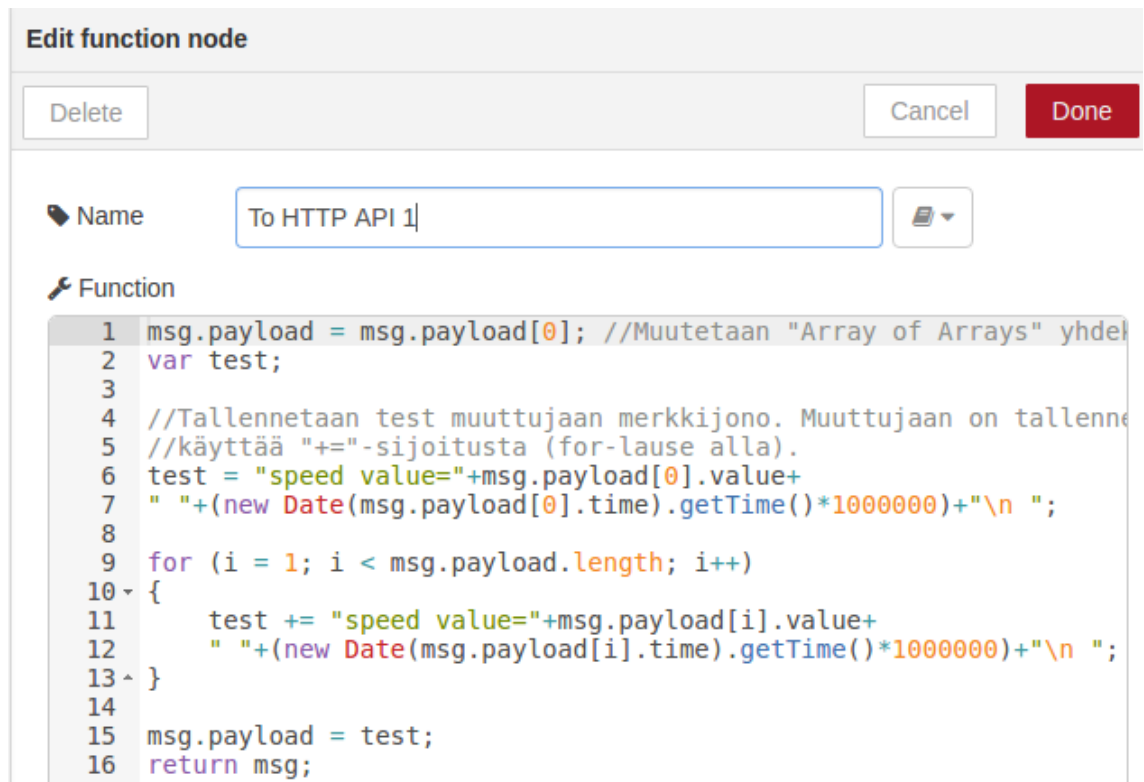 Edit function node
Delete Cancel Done
Name To HTTP API 1
Function
1 msg.payload = msg.payload[0]; //Muutetaan "Array of Arrays"
2 var test;
3
4 //Tallennetaan test muuttujaan merkkijono. Muuttujaan on
5 //käyttää "+="-sijoitusta (for-lause alla).
6 test = "speed value="+msg.payload[0].value+
7 " "+(new Date(msg.payload[0].time).getTime()*1000000)+"\n ";
8
9 for (i = 1; i < msg.payload.length; i++)
10 {
11     test += "speed value="+msg.payload[i].value+
12     " "+(new Date(msg.payload[i].time).getTime()*1000000)+"\n ";
13 }
14
15 msg.payload = test;
16 return msg;